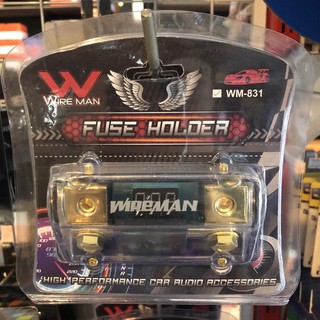 W
WIRE MAN
WM-831
FUSE HOLDER
WIREMAN
HIGH PERFORMANCE CAR AUDIO ACCESSORIES